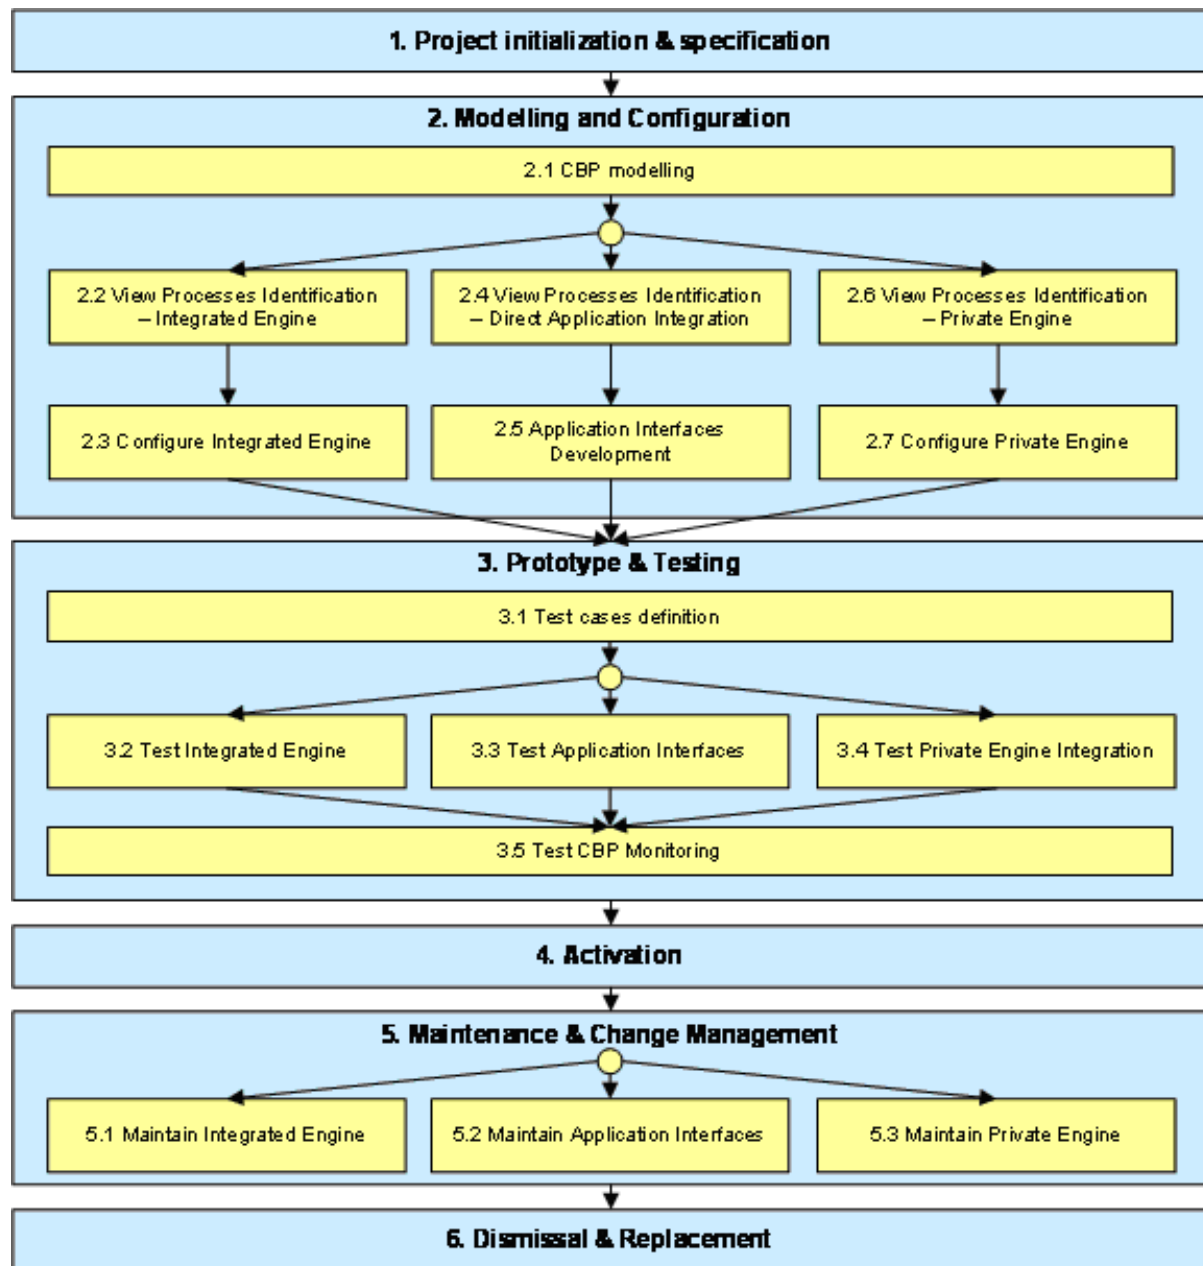 1. Project initialization & specification
2. Modelling and Configuration
2.1 CBP modelling
2.2 View Processes Identification
– Integrated Engine
2.4 View Processes Identification
– Direct Application Integration
2.6 View Processes Identification
– Private Engine
2.3 Configure Integrated Engine
2.5 Application Interfaces
Development
2.7 Configure Private Engine
3. Prototype & Testing
3.1 Test cases definition
3.2 Test Integrated Engine
3.3 Test Application Interfaces
3.4 Test Private Engine Integration
3.5 Test CBP Monitoring
4. Activation
5. Maintenance & Change Management
5.1 Maintain Integrated Engine
5.2 Maintain Application Interfaces
5.3 Maintain Private Engine
6. Dismissal & Replacement